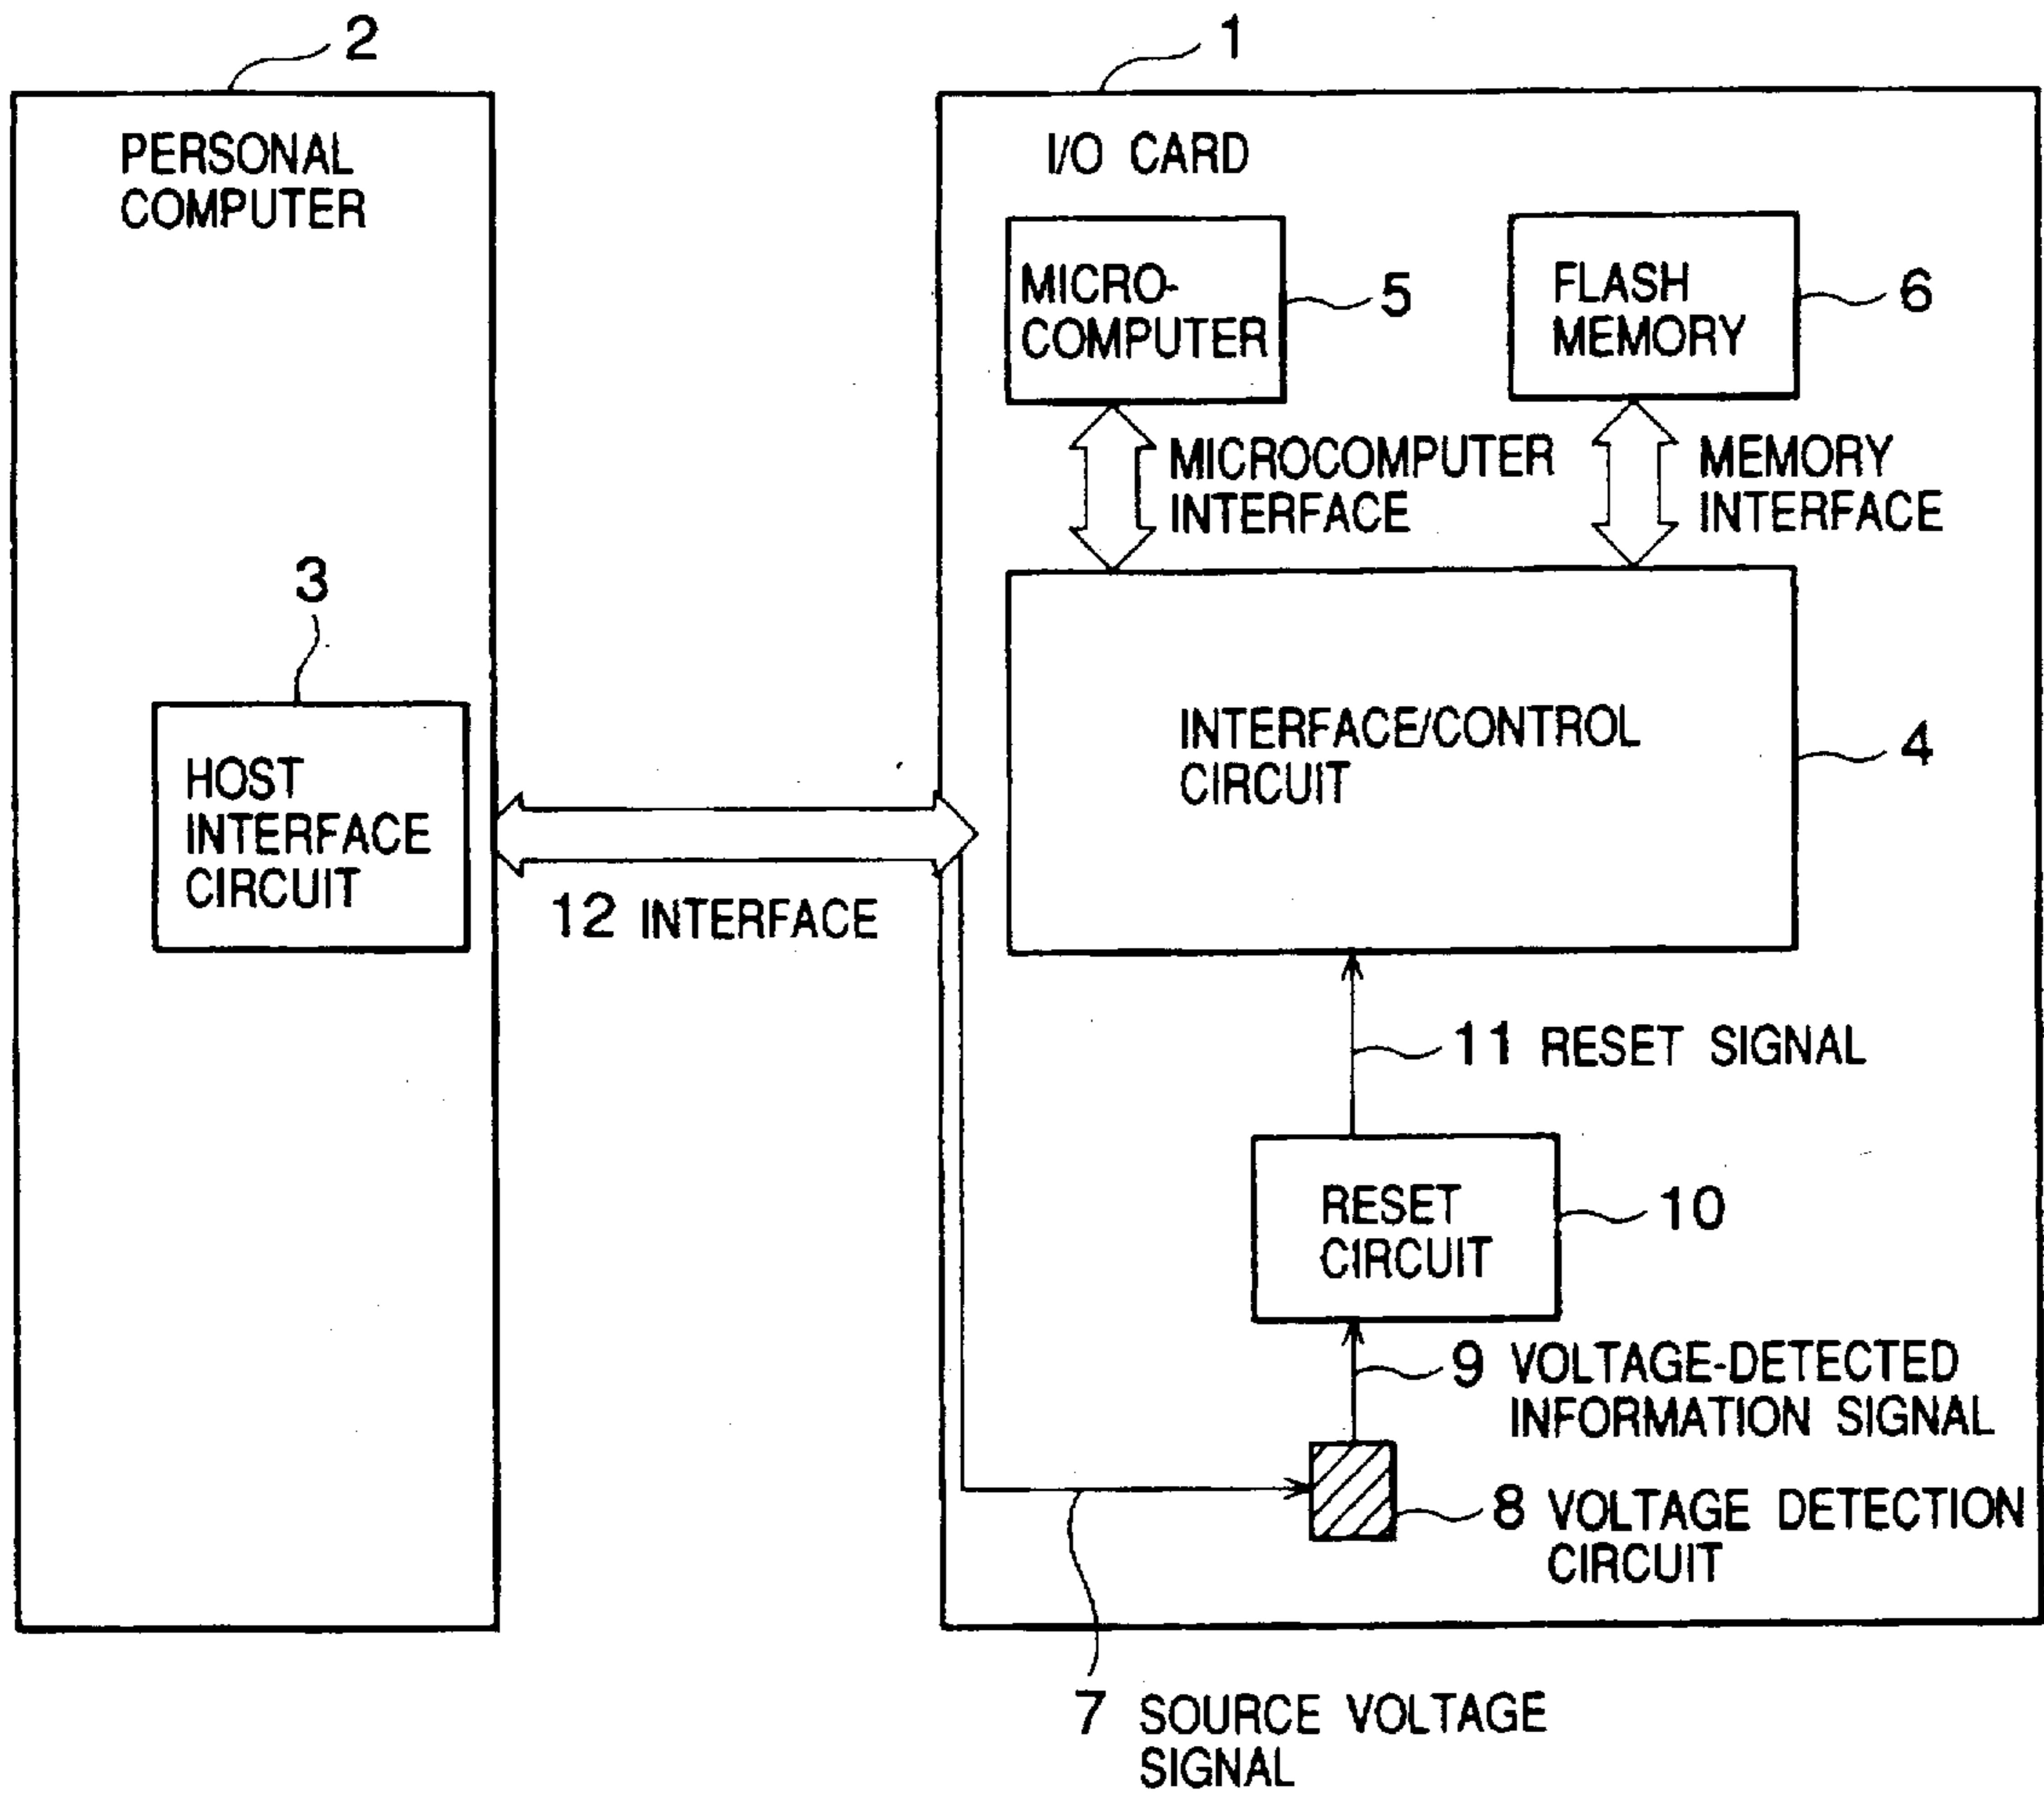 2
1
PERSONAL
COMPUTER
I/O CARD
MICRO-
COMPUTER
5
FLASH
MEMORY
6
MICROCOMPUTER
INTERFACE
MEMORY
INTERFACE
3
HOST
INTERFACE
CIRCUIT
INTERFACE/CONTROL
CIRCUIT
4
12 INTERFACE
11 RESET SIGNAL
RESET
CIRCUIT
10
9 VOLTAGE-DETECTED
INFORMATION SIGNAL
8 VOLTAGE DETECTION
CIRCUIT
7 SOURCE VOLTAGE
SIGNAL